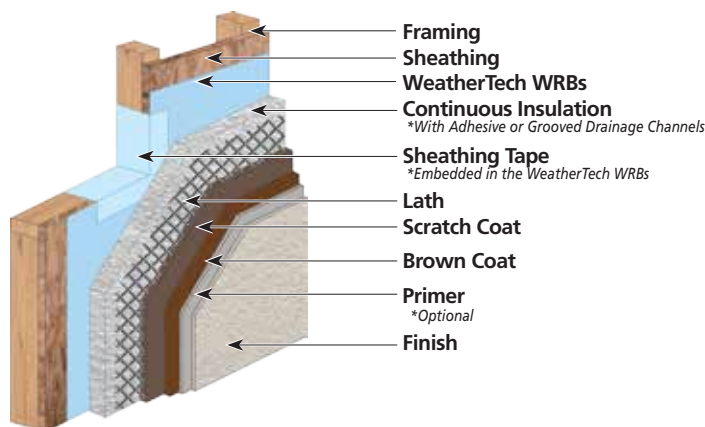 Framing
Sheathing
WeatherTech WRBs
Continuous Insulation
*With Adhesive or Grooved Drainage Channels
Sheathing Tape
*Embedded in the WeatherTech WRBs
Lath
Scratch Coat
Brown Coat
Primer
*Optional
Finish